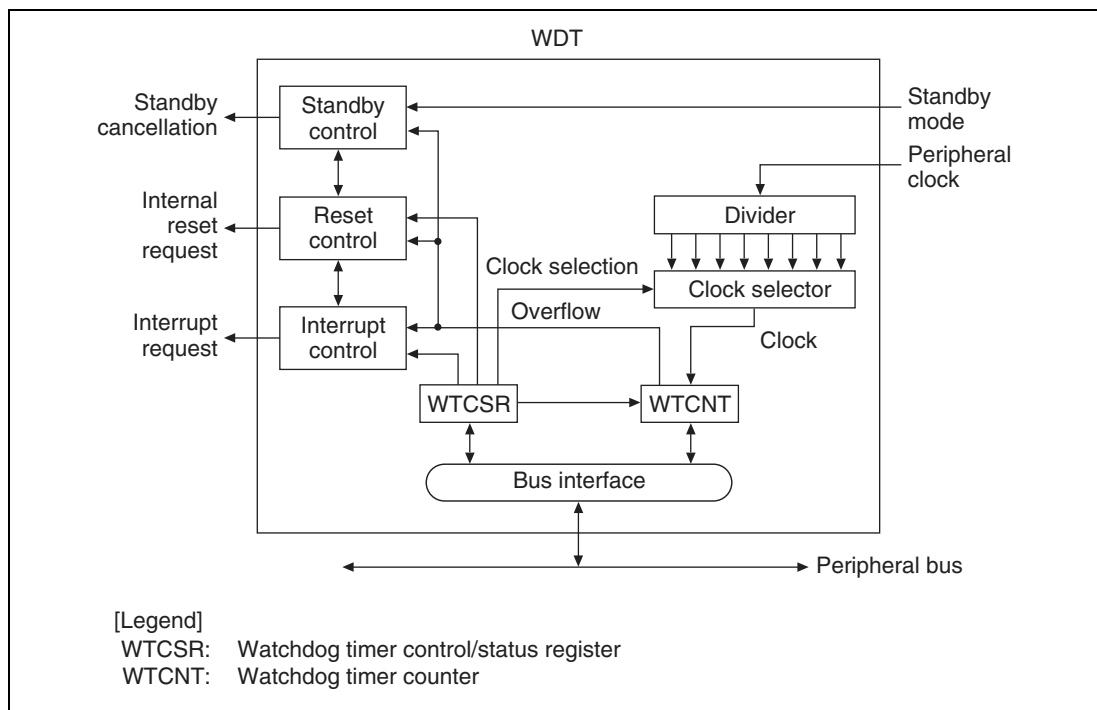 WDT
Standby
cancellation
Standby
control
Standby
mode
Peripheral
clock
Internal
reset
request
Reset
control
Divider
Clock selection
Clock selector
Overflow
Clock
Interrupt
request
Interrupt
control
WTCSR
WTCNT
Bus interface
Peripheral bus
[Legend]
WTCSR: Watchdog timer control/status register
WTCNT: Watchdog timer counter